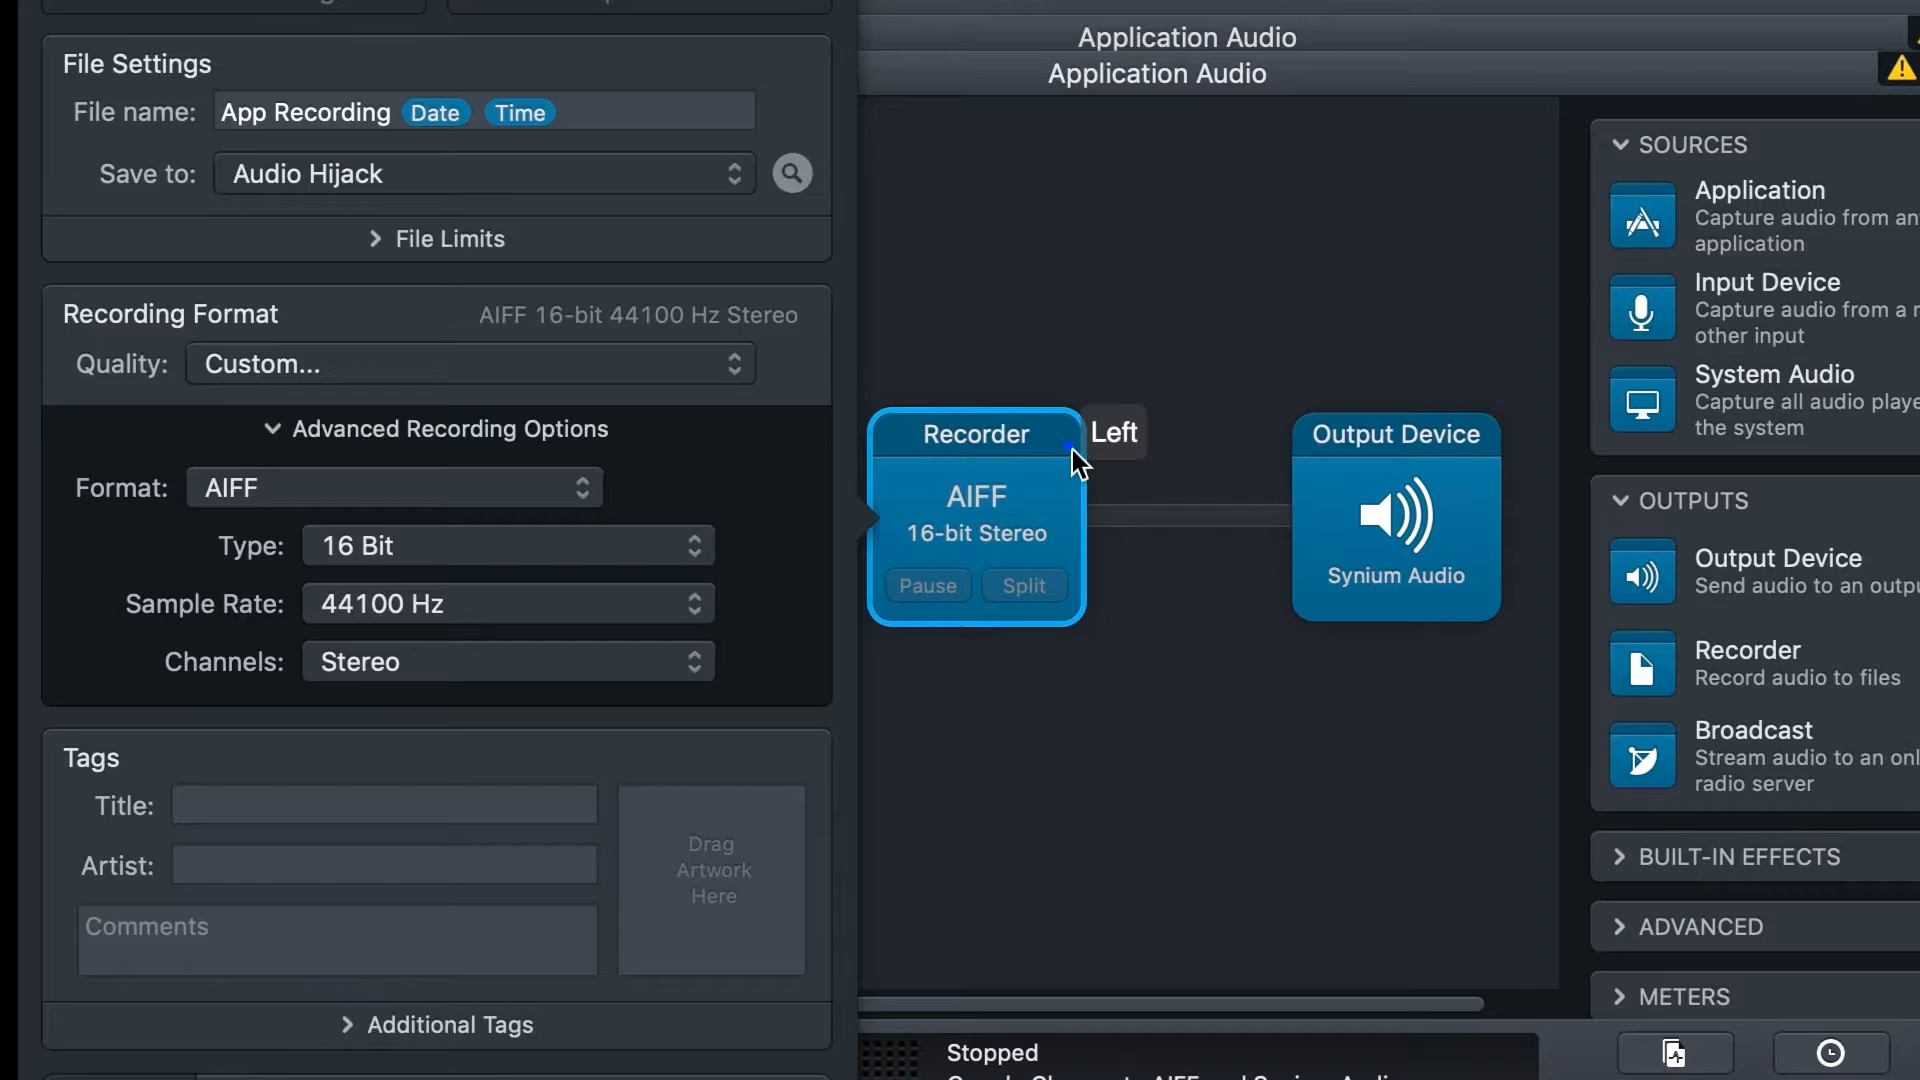 File Settings
File name: App Recording Date Time
Save to: Audio Hijack
File Limits
Recording Format AIFF 16-bit 44100 Hz Stereo
Quality: Custom...
Advanced Recording Options
Format: AIFF
Type: 16 Bit
Sample Rate: 44100 Hz
Channels: Stereo
Tags
Title:
Artist:
Comments
Drag
Artwork
Here
Additional Tags
Application Audio
Application Audio
Recorder
Left
AIFF
16-bit Stereo
Pause Split
Output Device
Synium Audio
Stopped
SOURCES
Application
Capture audio from an
application
Input Device
Capture audio from a
other input
System Audio
Capture all audio playe
the system
OUTPUTS
Output Device
Send audio to an outpu
Recorder
Record audio to files
Broadcast
Stream audio to an onl
radio server
BUILT-IN EFFECTS
ADVANCED
METERS